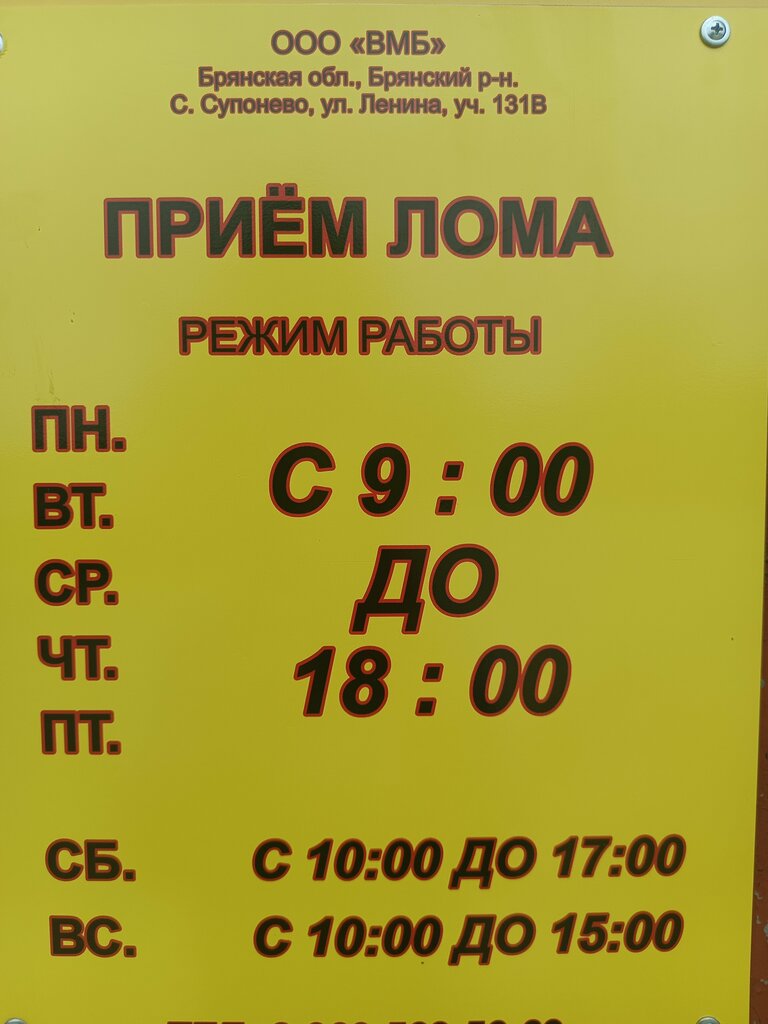 ООО «ВМБ»
Брянская обл., Брянский р-н.
С. Супонево, ул. Ленина, уч. 131В
ПРИЁМ ЛОМА
РЕЖИМ РАБОТЫ
ПН.
ВТ.
СР.
ЧТ.
ПТ.
С 9 : 00
ДО
18 : 00
СБ. С 10:00 ДО 17:00
ВС. С 10:00 ДО 15:00